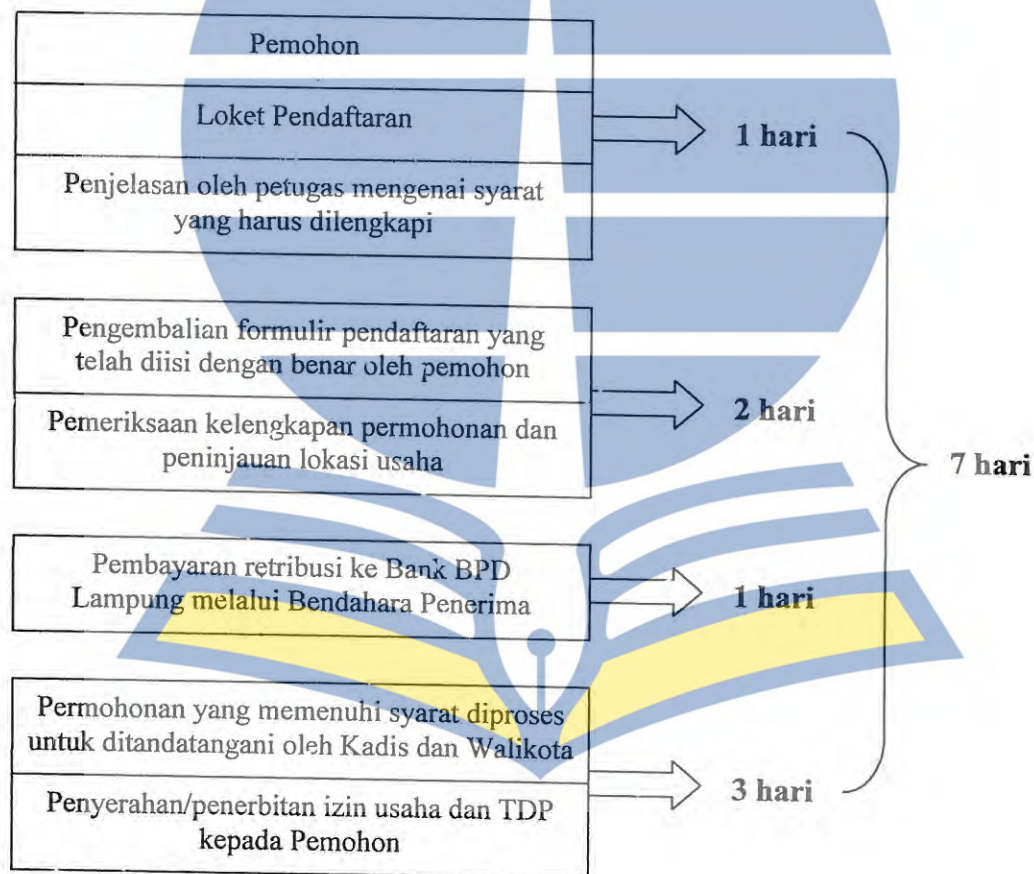 Pemohon
Loket Pendaftaran
Penjelasan oleh petugas mengenai syarat
yang harus dilengkapi
1 hari
Pengembalian formulir pendaftaran yang
telah diisi dengan benar oleh pemohon
Pemeriksaan kelengkapan permohonan dan
peninjauan lokasi usaha
2 hari
7 hari
Pembayaran retribusi ke Bank BPD
Lampung melalui Bendahara Penerima
1 hari
Permohonan yang memenuhi syarat diproses
untuk ditandatangani oleh Kadis dan Walikota
Penyerahan/penerbitan izin usaha dan TDP
kepada Pemohon
3 hari